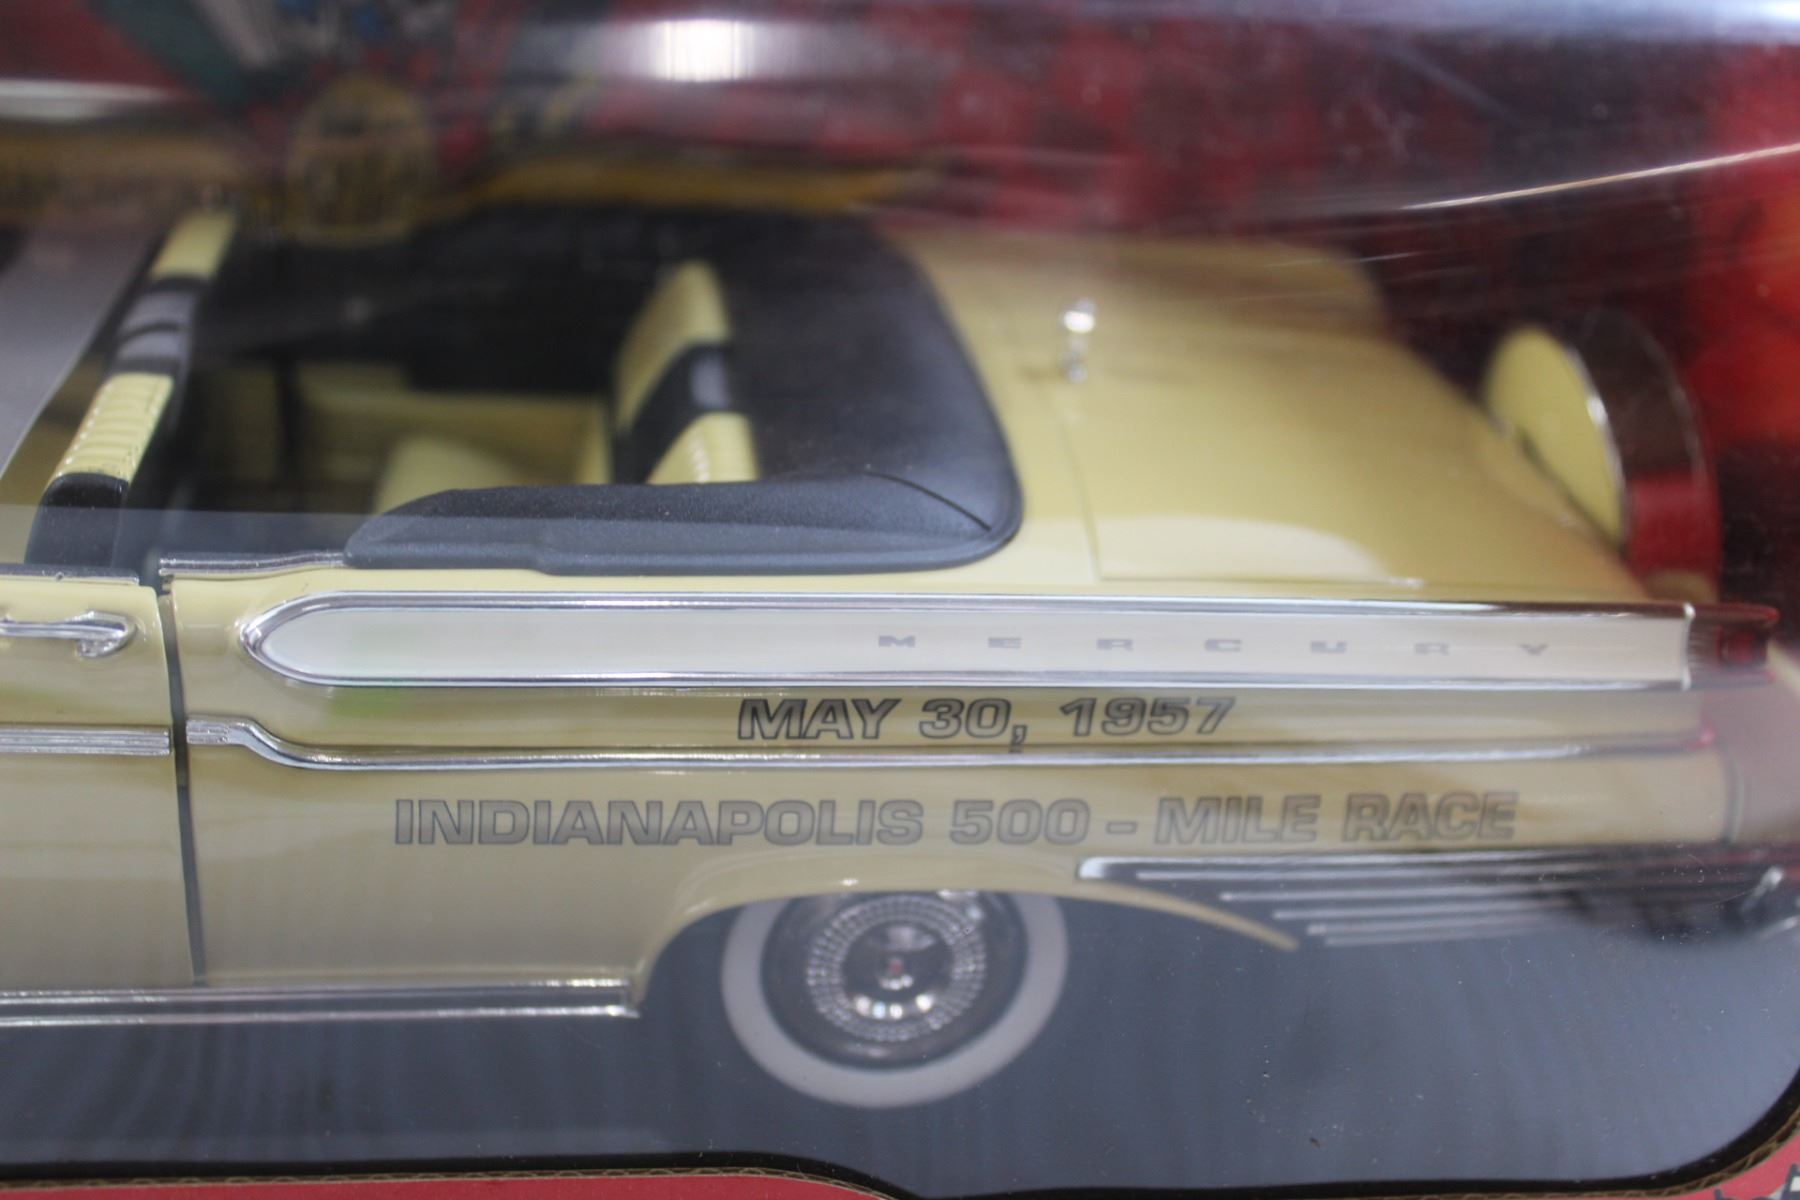 MERCURY
MAY 30, 1957
INDIANAPOLIS 500 - MILE RACE